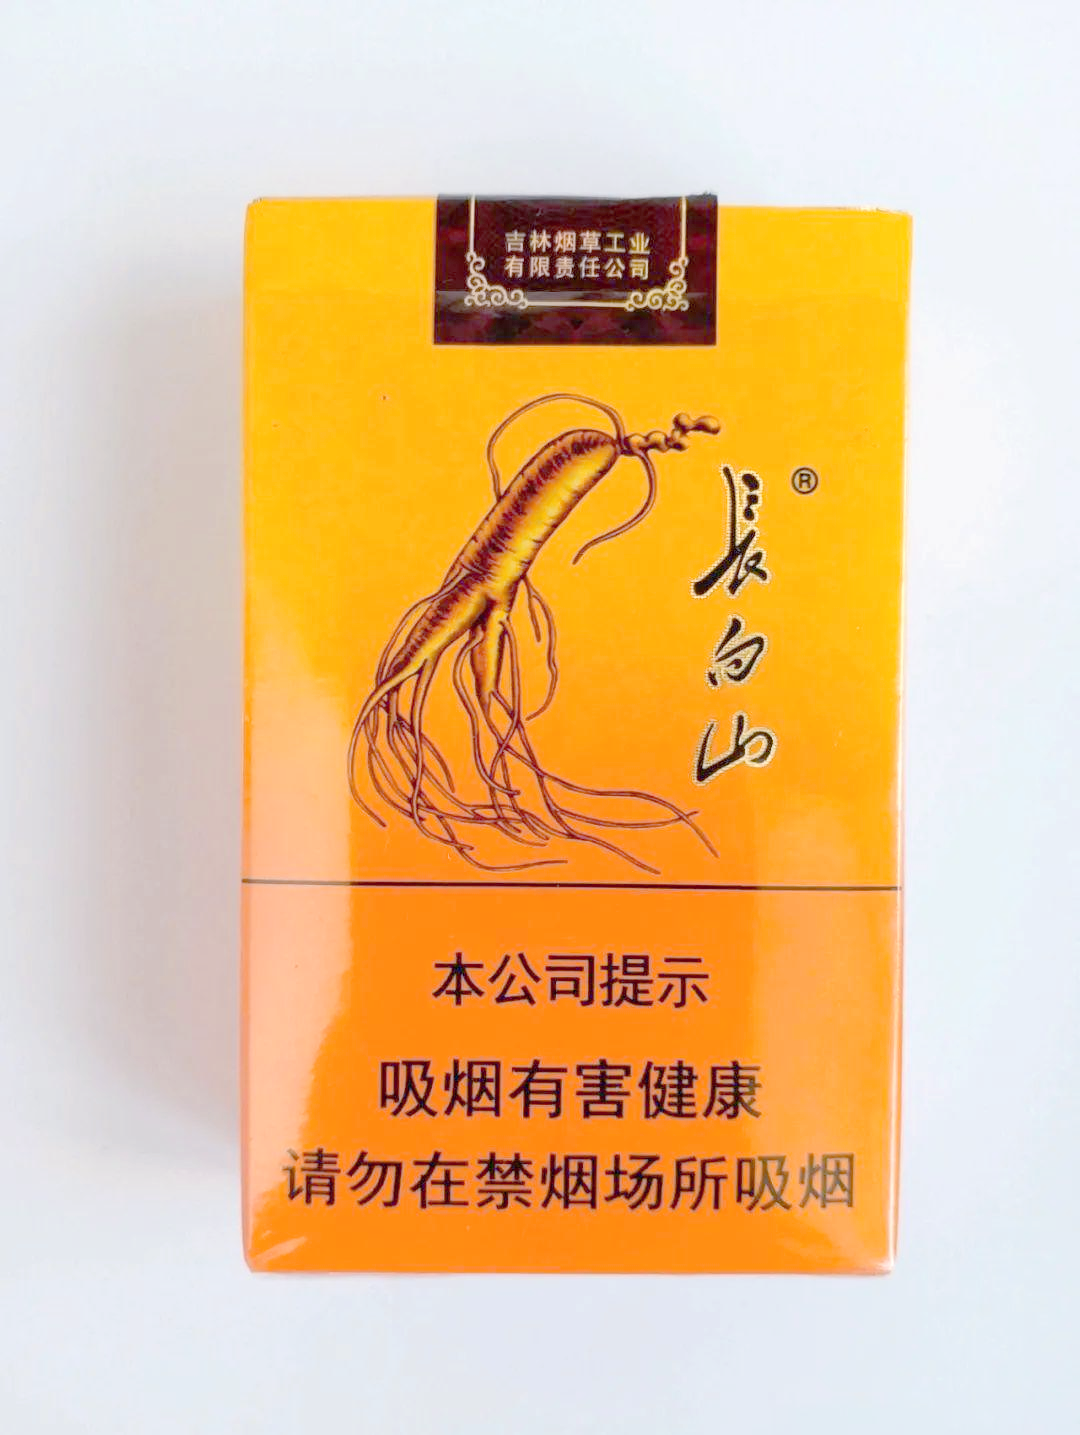 吉林烟草工业
有限责任公司
長白山
®
本公司提示
吸烟有害健康
请勿在禁烟场所吸烟